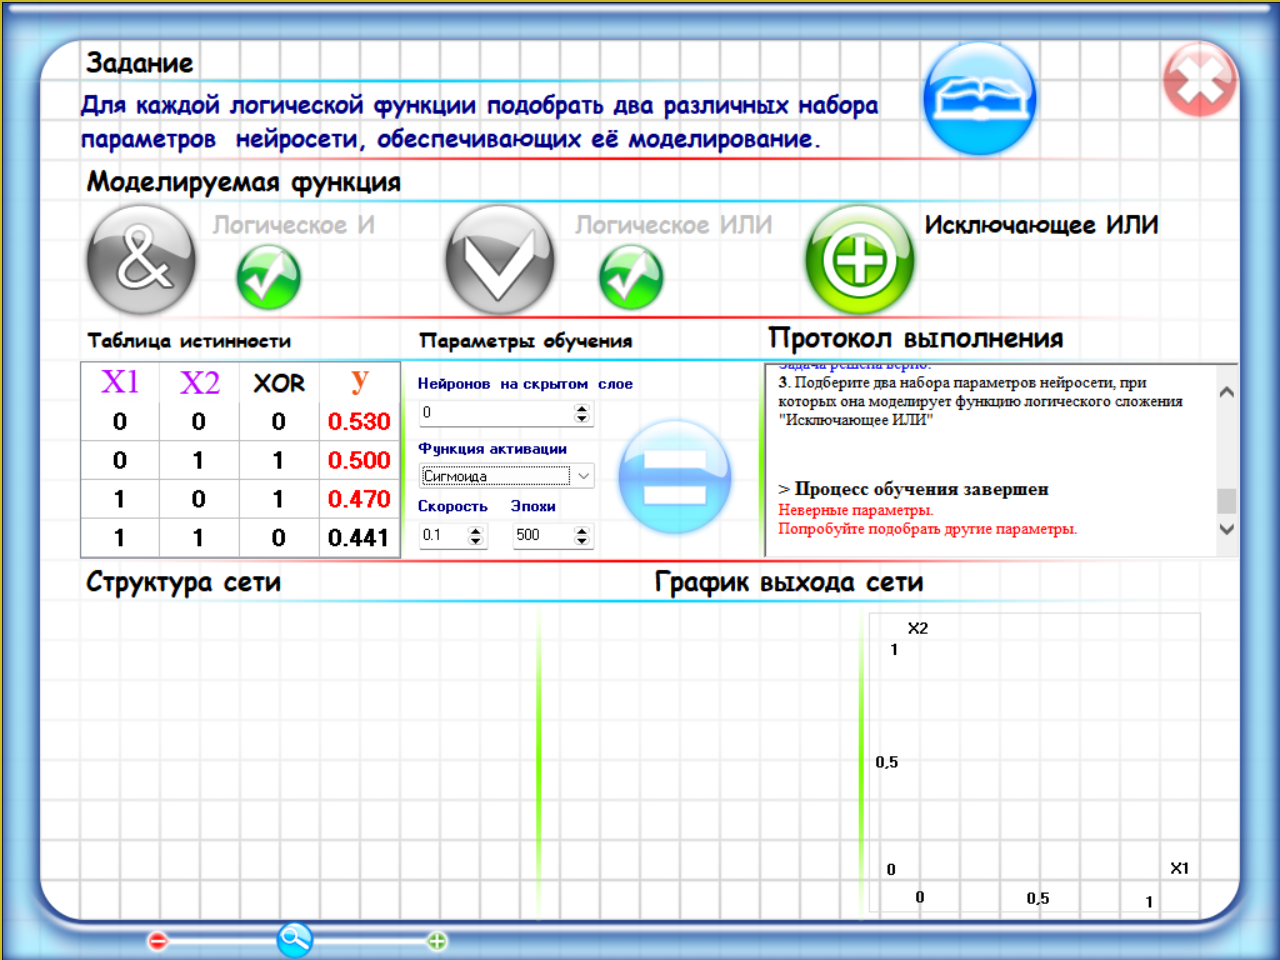 Задание
Для каждой логической функции подобрать два различных набора
параметров нейросети, обеспечивающих её моделирование.
Моделируемая функция
&
Логическое И
Логическое ИЛИ
Исключающее ИЛИ
Таблица истинности
X1 X2 XOR y
0 0 0 0.530
0 1 1 0.500
1 0 1 0.470
1 1 0 0.441
Параметры обучения
Нейронов на скрытом слое
0
Функция активации
Сигмоида
Скорость Эпохи
0.1 500
Протокол выполнения
Задача решена верно.
3. Подберите два набора параметров нейросети, при
которых она моделирует функцию логического сложения
"Исключающее ИЛИ"
> Процесс обучения завершен
Неверные параметры.
Попробуйте подобрать другие параметры.
Структура сети
График выхода сети
X2
1
0,5
0
X1
0 0,5 1